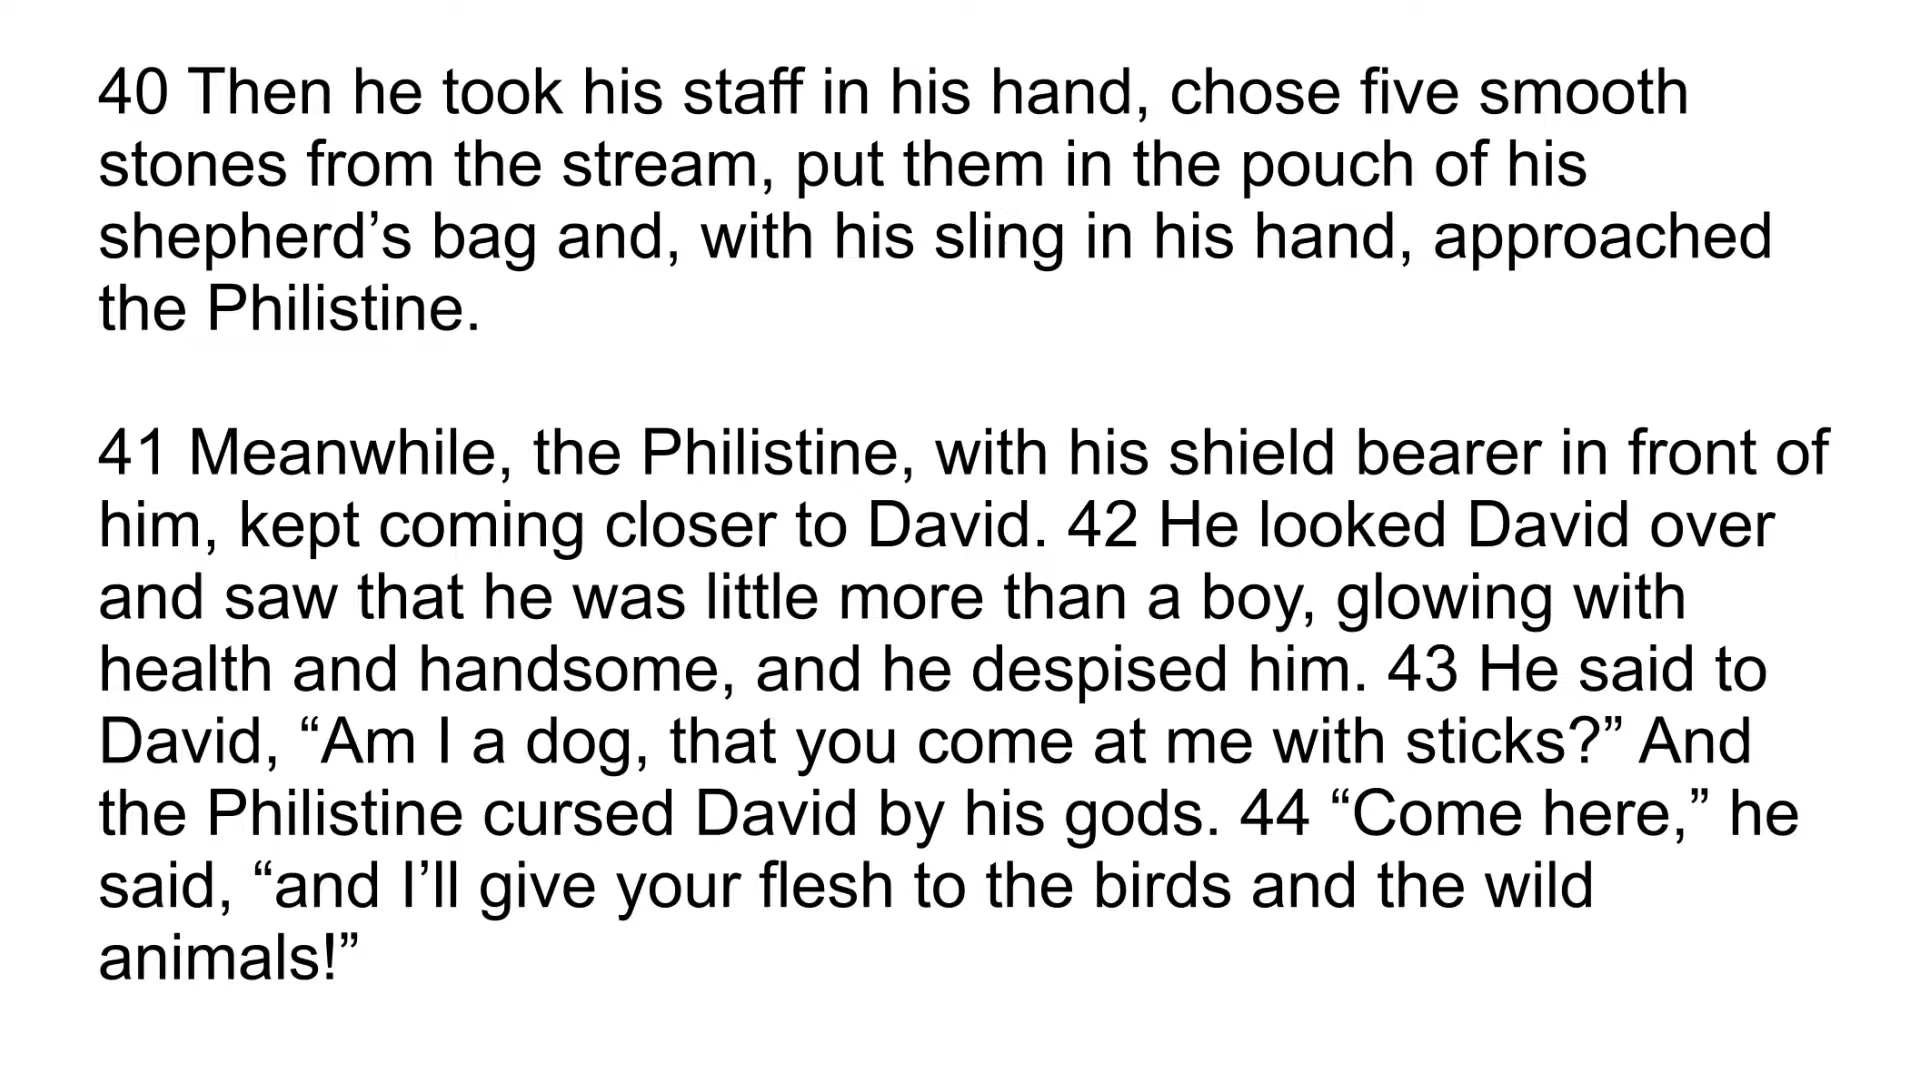 40 Then he took his staff in his hand, chose five smooth
stones from the stream, put them in the pouch of his
shepherd’s bag and, with his sling in his hand, approached
the Philistine.
41 Meanwhile, the Philistine, with his shield bearer in front of
him, kept coming closer to David. 42 He looked David over
and saw that he was little more than a boy, glowing with
health and handsome, and he despised him. 43 He said to
David, “Am I a dog, that you come at me with sticks?” And
the Philistine cursed David by his gods. 44 “Come here,” he
said, “and I’ll give your flesh to the birds and the wild
animals!”